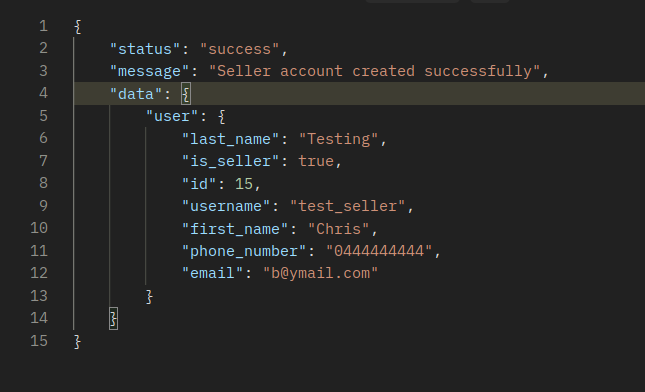 1 {
2     "status": "success",
3     "message": "Seller account created successfully",
4     "data": {
5         "user": {
6             "last_name": "Testing",
7             "is_seller": true,
8             "id": 15,
9             "username": "test_seller",
10             "first_name": "Chris",
11             "phone_number": "0444444444",
12             "email": "b@ymail.com"
13         }
14     }
15 }